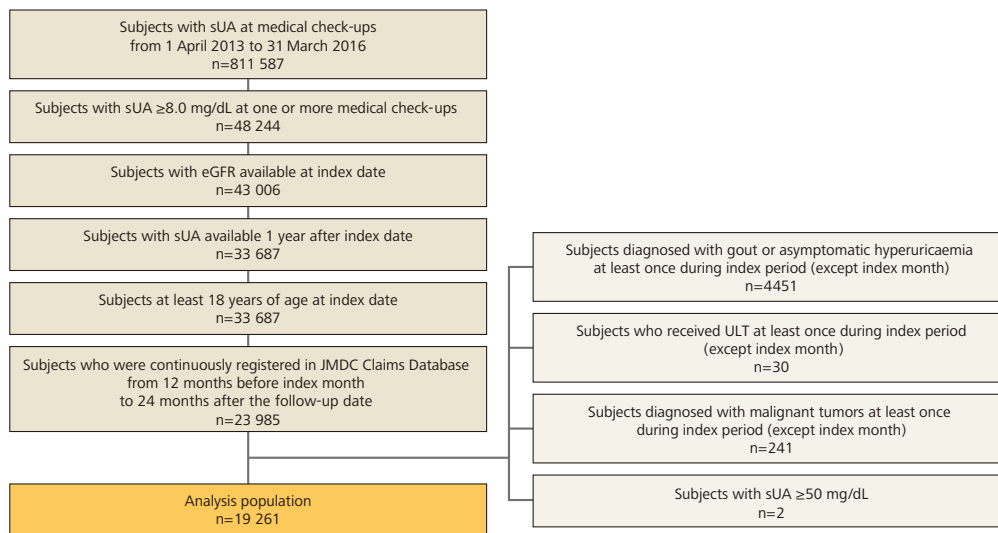 Subjects with sUA at medical check-ups
from 1 April 2013 to 31 March 2016
n=811 587
Subjects with sUA ≥8.0 mg/dL at one or more medical check-ups
n=48 244
Subjects with eGFR available at index date
n=43 006
Subjects with sUA available 1 year after index date
n=33 687
Subjects at least 18 years of age at index date
n=33 687
Subjects who were continuously registered in JMDC Claims Database
from 12 months before index month
to 24 months after the follow-up date
n=23 985
Subjects diagnosed with gout or asymptomatic hyperuricaemia
at least once during index period (except index month)
n=4451
Subjects who received ULT at least once during index period
(except index month)
n=30
Subjects diagnosed with malignant tumors at least once
during index period (except index month)
n=241
Subjects with sUA ≥50 mg/dL
n=2
Analysis population
n=19 261